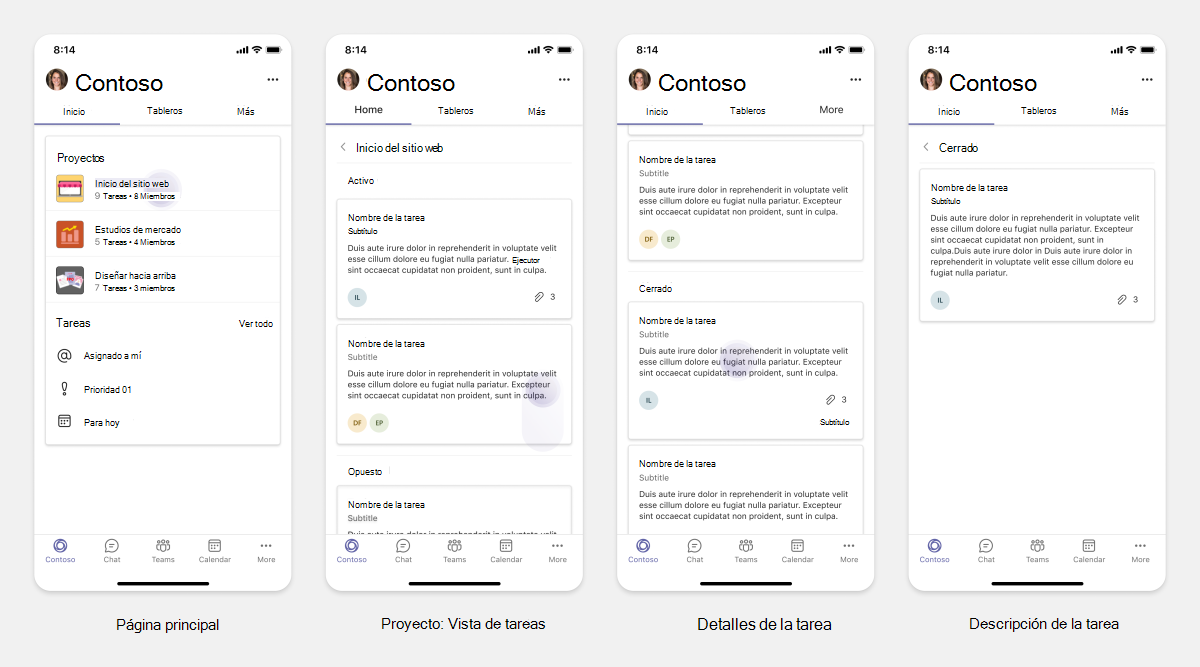 8:14
Contoso
Inicio
Tableros
Más
Proyectos
Inicio del sitio web
9 Tareas • 8 Miembros
Estudios de mercado
5 Tareas • 4 Miembros
Diseñar hacia arriba
7 Tareas • 3 miembros
Tareas
Ver todo
Asignado a mí
Prioridad 01
Para hoy
Contoso
Chat
Teams
Calendar
More
Página principal
8:14
Contoso
Home
Tableros
Más
Inicio del sitio web
Activo
Nombre de la tarea
Subtítulo
Duis aute irure dolor in reprehenderit in voluptate velit
esse cillum dolore eu fugiat nulla pariatur. Ejecutor
sint occaecat cupidatat non proident, sunt in culpa.
IL
3
Nombre de la tarea
Subtitle
Duis aute irure dolor in reprehenderit in voluptate velit
esse cillum dolore eu fugiat nulla pariatur. Excepteur
sint occaecat cupidatat non proident, sunt in culpa.
DF
EP
Opuesto
Nombre de la tarea
Subtitle
Duis aute irure dolor in reprehenderit in voluptate velit
Contoso
Chat
Teams
Calendar
More
Proyecto: Vista de tareas
8:14
Contoso
Inicio
Tableros
More
Nombre de la tarea
Subtitle
Duis aute irure dolor in reprehenderit in voluptate velit
esse cillum dolore eu fugiat nulla pariatur. Excepteur
sint occaecat cupidatat non proident, sunt in culpa.
DF
EP
Cerrado
Nombre de la tarea
Subtitle
Duis aute irure dolor in reprehenderit in voluptate velit
esse cillum dolore eu fugiat nulla pariatur. Excepteur
sint occaecat cupidatat non proident, sunt in culpa.
IL
3
Subtítulo
Nombre de la tarea
Subtitle
Duis aute irure dolor in reprehenderit in voluptate velit
esse cillum dolore eu fugiat nulla pariatur. Excepteur
sint occaecat cupidatat non proident, sunt in culpa.
Contoso
Chat
Teams
Calendar
More
Detalles de la tarea
8:14
Contoso
Inicio
Tableros
Más
Cerrado
Nombre de la tarea
Subtítulo
Duis aute irure dolor in reprehenderit in voluptate velit
esse cillum dolore eu fugiat nulla pariatur. Excepteur
sint occaecat cupidatat non proident, sunt in
culpa.Duis aute irure dolor in Duis aute irure dolor in
reprehenderit in voluptate velit esse cillum dolore eu
fugiat nulla pariatur.
IL
3
Contoso
Chat
Teams
Calendar
More
Descripción de la tarea